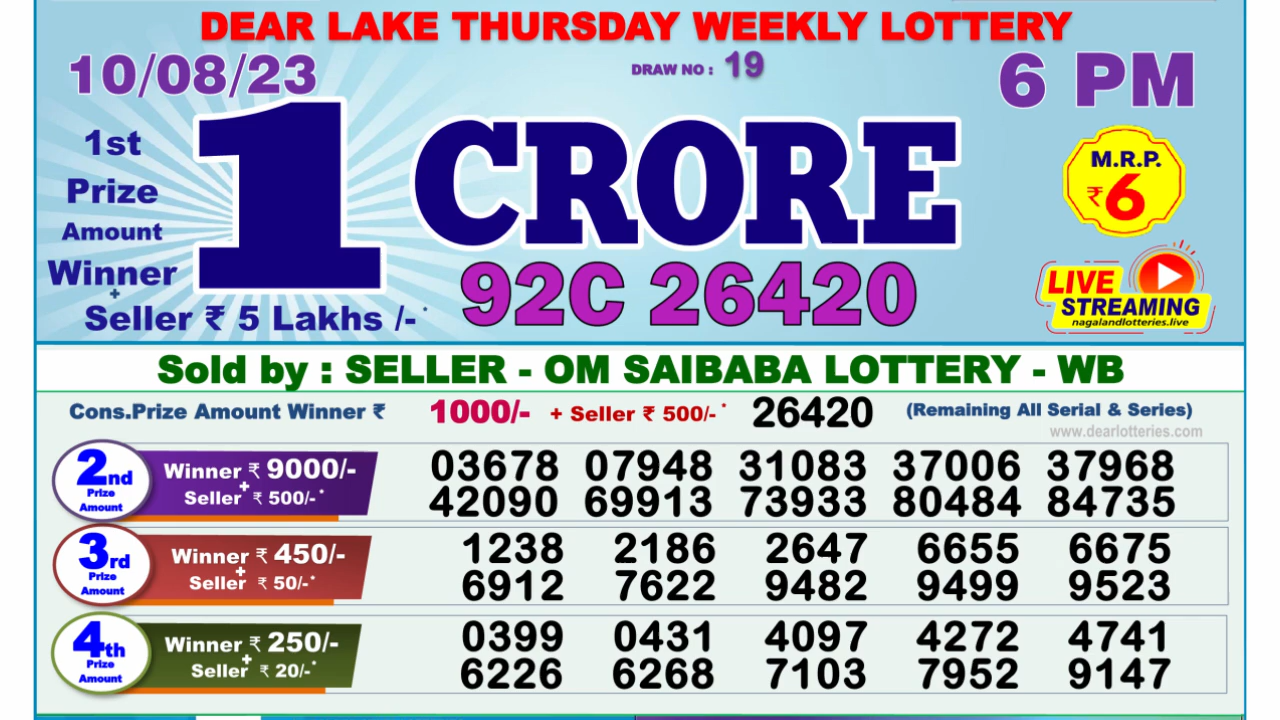 DEAR LAKE THURSDAY WEEKLY LOTTERY
10/08/23
DRAW NO : 19
6 PM
1st
Prize
Amount
Winner
+
Seller ₹ 5 Lakhs /-*
1 CRORE
92C 26420
M.R.P.
₹6
LIVE
STREAMING
nagalandlotteries.live
Sold by : SELLER - OM SAIBABA LOTTERY - WB
Cons.Prize Amount Winner ₹ 1000/- + Seller ₹ 500/-* 26420 (Remaining All Serial & Series)
www.dearlotteries.com
2nd
Prize
Amount
Winner ₹ 9000/-
+
Seller ₹ 500/-*
03678 07948 31083 37006 37968
42090 69913 73933 80484 84735
3rd
Prize
Amount
Winner ₹ 450/-
+
Seller ₹ 50/-*
1238 2186 2647 6655 6675
6912 7622 9482 9499 9523
4th
Prize
Amount
Winner ₹ 250/-
+
Seller ₹ 20/-*
0399 0431 4097 4272 4741
6226 6268 7103 7952 9147